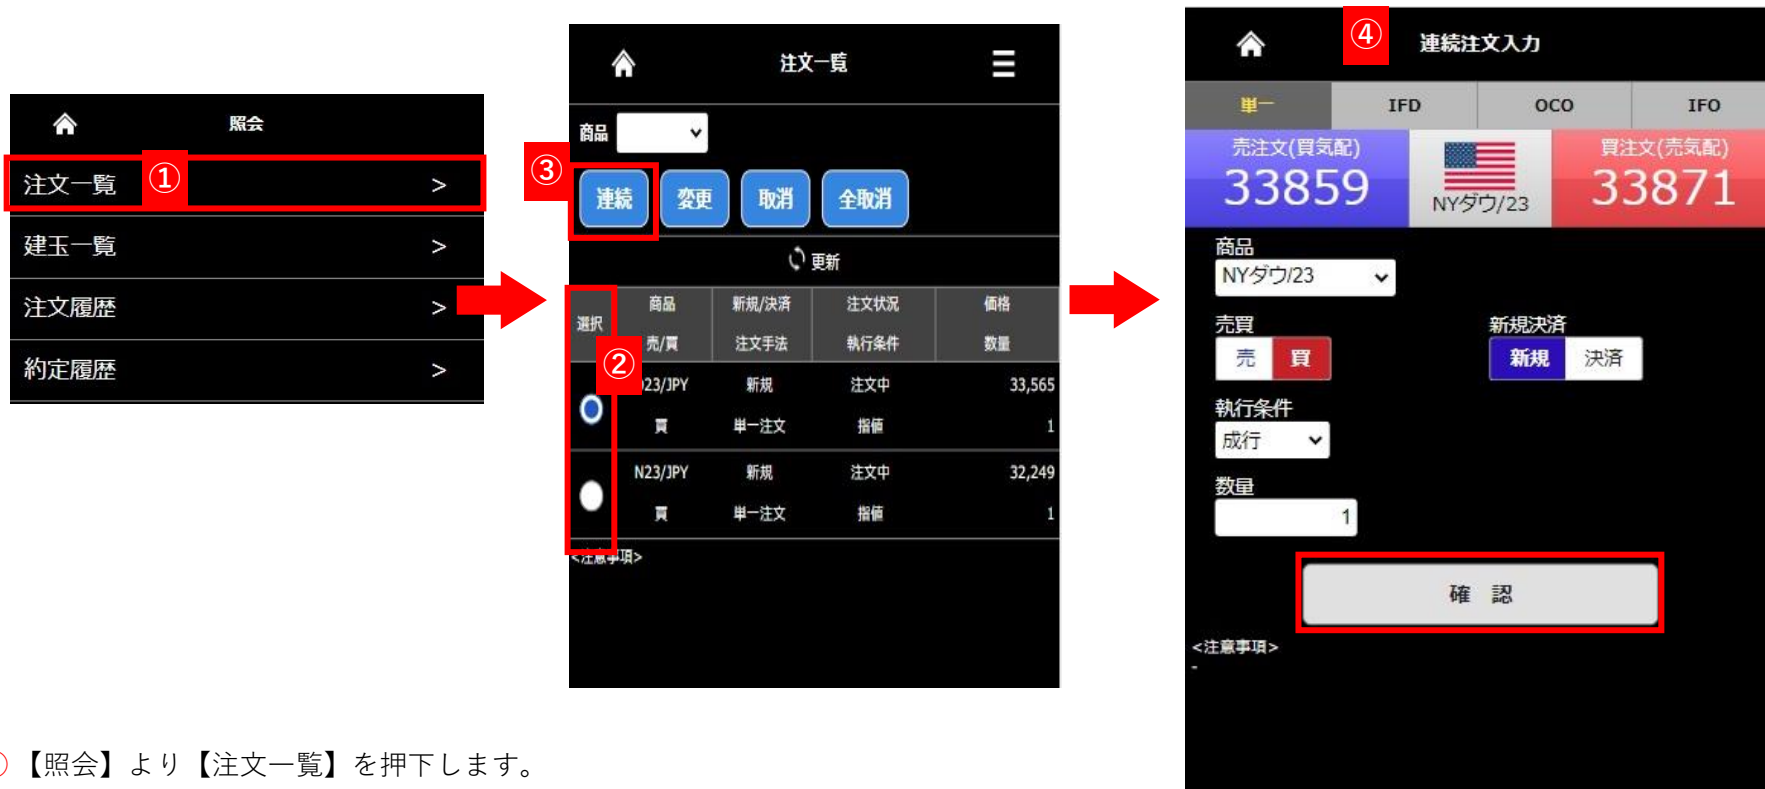 照会
注文一覧 ① >
建玉一覧 >
注文履歴 >
約定履歴 >
注文一覧
商品
③
連続 変更 取消 全取消
更新
選択
商品 新規/決済 注文状況 価格
売/買 注文手法 執行条件 数量
②
23/JPY 新規 注文中 33,565
買 単一注文 指値 1
N23/JPY 新規 注文中 32,249
買 単一注文 指値 1
<注意事項>
④ 連続注文入力
単一 IFD OCO IFO
売注文(買気配) 買注文(売気配)
33859 NYダウ/23 33871
商品
NYダウ/23
売買 新規決済
売 買 新規 決済
執行条件
成行
数量
1
確 認
<注意事項>
-
【照会】より【注文一覧】を押下します。